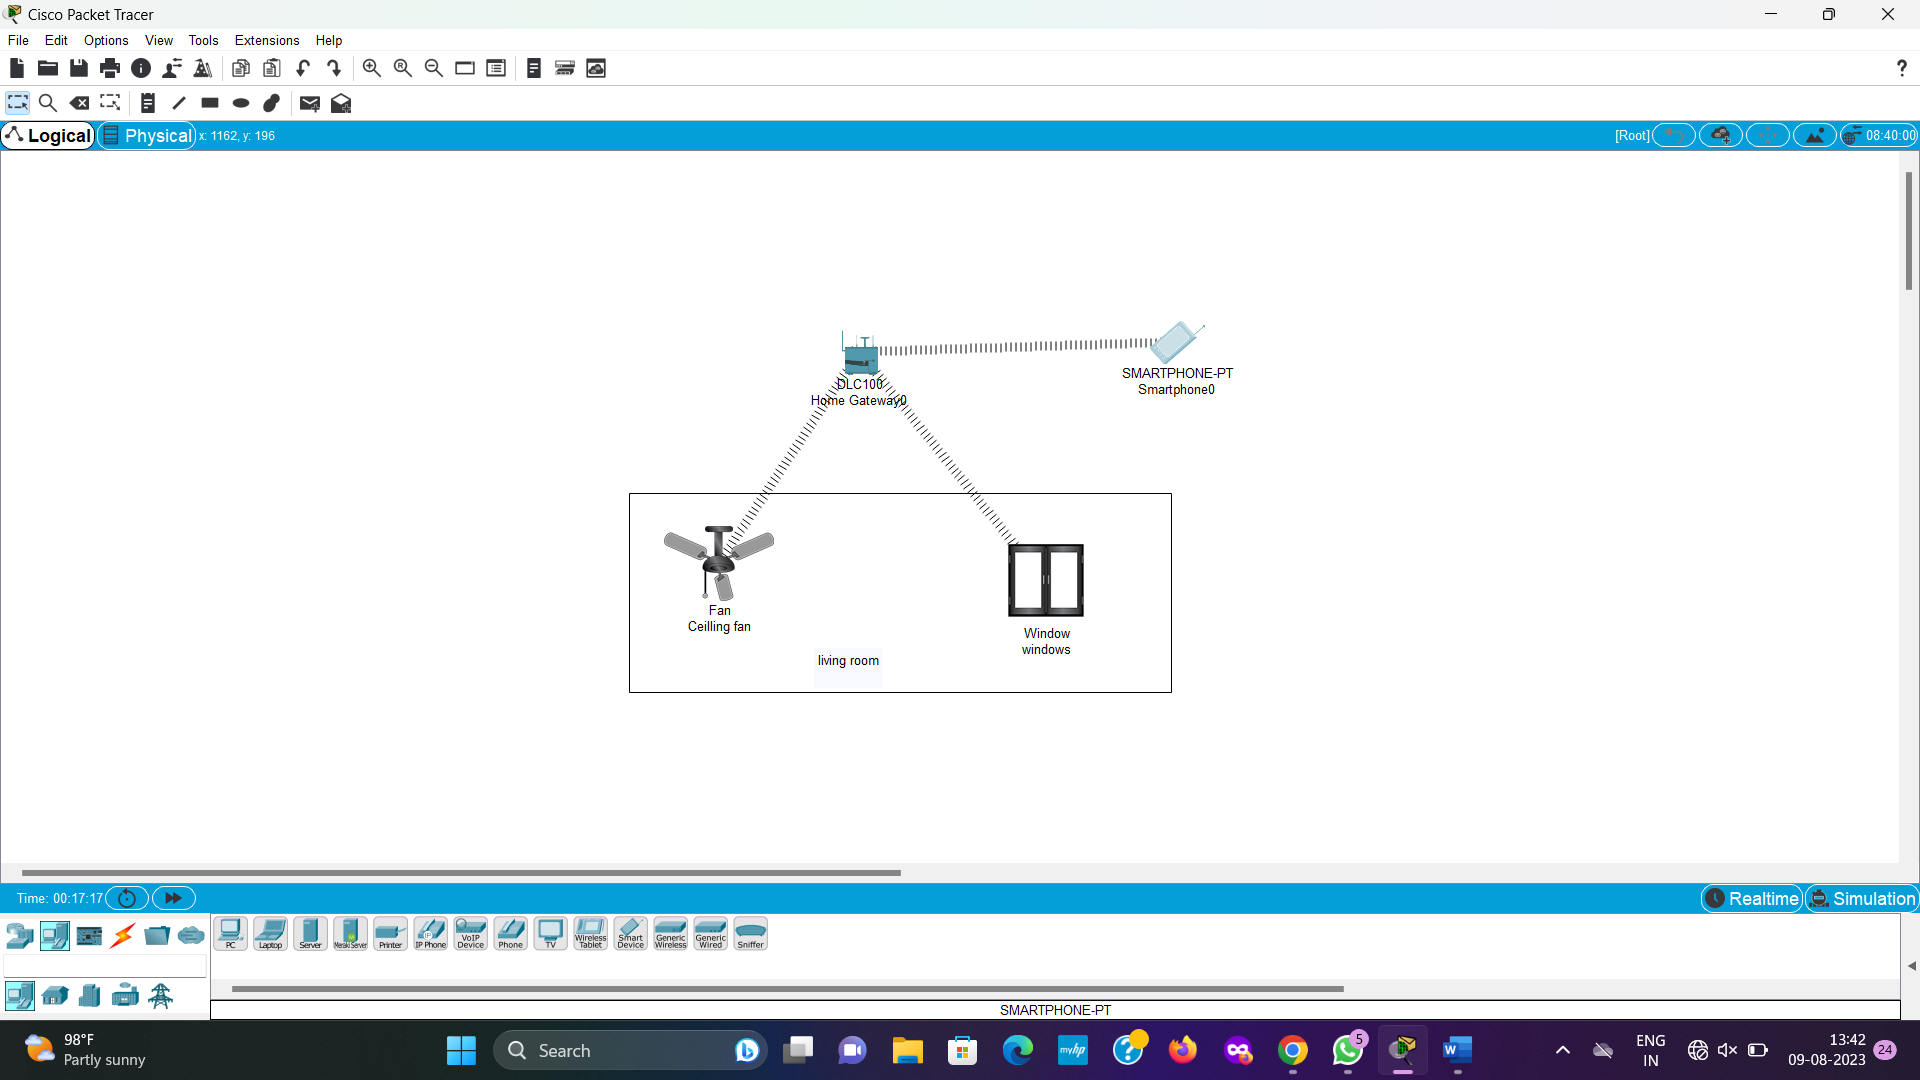 Cisco Packet Tracer
File Edit Options View Tools Extensions Help
Logical Physical x: 1162, y: 196 [Root] 08:40:00
SMARTPHONE-PT
Smartphone0
DLC100
Home Gateway0
Fan
Ceilling fan
Window
windows
living room
Time: 00:17:17 Realtime Simulation
PC Laptop Server Meraki Server Printer IP Phone VoIP Device Phone TV Wireless Tablet Smart Device Generic Wireless Generic Wired Sniffer
SMARTPHONE-PT
98°F
Partly sunny
Search
myhp
5
ENG
IN
13:42
09-08-2023
24